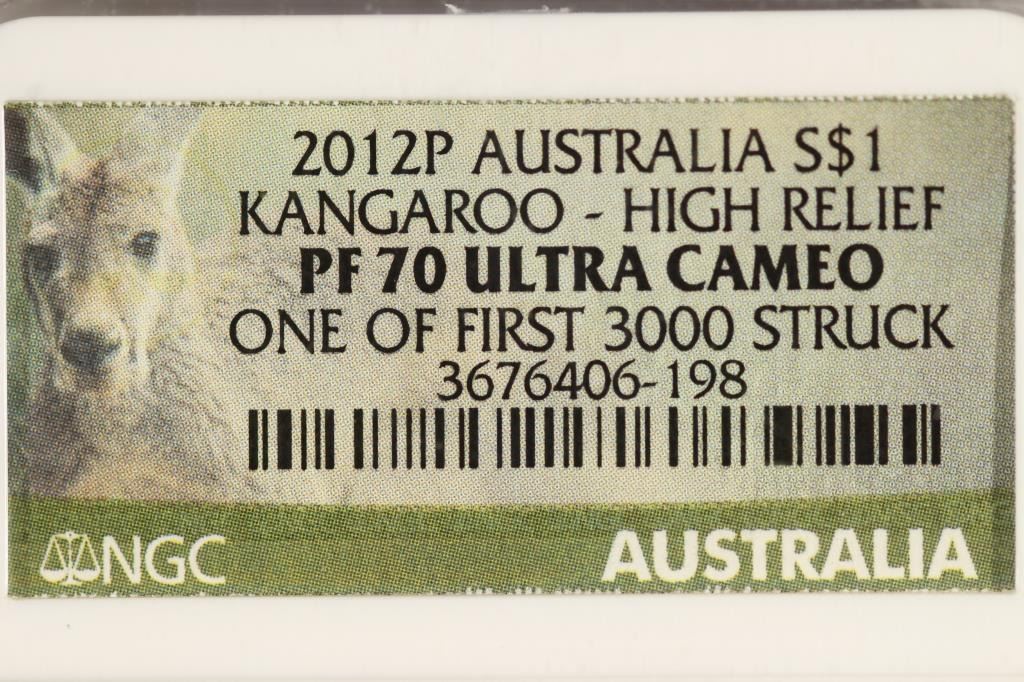 2012P AUSTRALIA S$1
KANGAROO - HIGH RELIEF
PF 70 ULTRA CAMEO
ONE OF FIRST 3000 STRUCK
3676406-198
NGC
AUSTRALIA